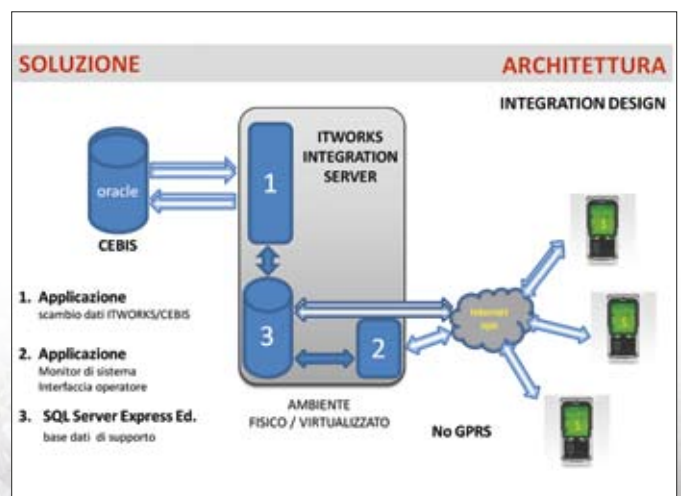 SOLUZIONE
ARCHITETTURA
INTEGRATION DESIGN
ITWORKS
INTEGRATION
SERVER
oracle
CEBIS
1
3
2
1. Applicazione
scambio dati ITWORKS/CEBIS
2. Applicazione
Monitor di sistema
Interfaccia operatore
3. SQL Server Express Ed.
base dati di supporto
AMBIENTE
FISICO / VIRTUALIZZATO
Internet
No GPRS